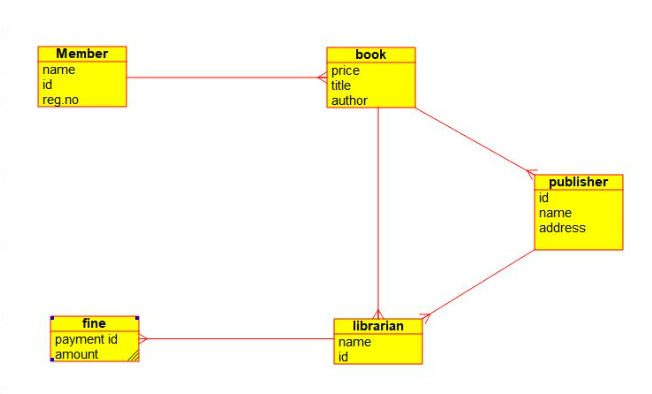 Member
name
id
reg.no
book
price
title
author
publisher
id
name
address
fine
payment id
amount
librarian
name
id